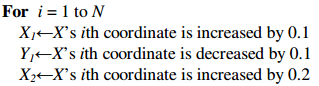 For i = 1 to N
X₁←X's ith coordinate is increased by 0.1
Y₁←X's ith coordinate is decreased by 0.1
X₂←X's ith coordinate is increased by 0.2